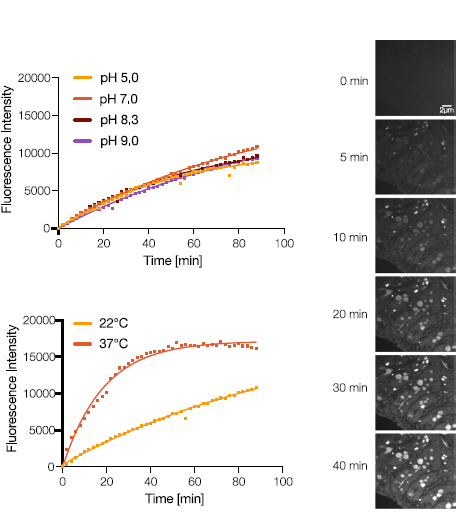 Fluorescence Intensity
20000
15000
10000
5000
0
0 20 40 60 80 100
Time [min]
pH 5,0
pH 7,0
pH 8,3
pH 9,0
Fluorescence Intensity
20000
15000
10000
5000
0
0 20 40 60 80 100
Time [min]
22°C
37°C
0 min
2µm
5 min
10 min
20 min
30 min
40 min